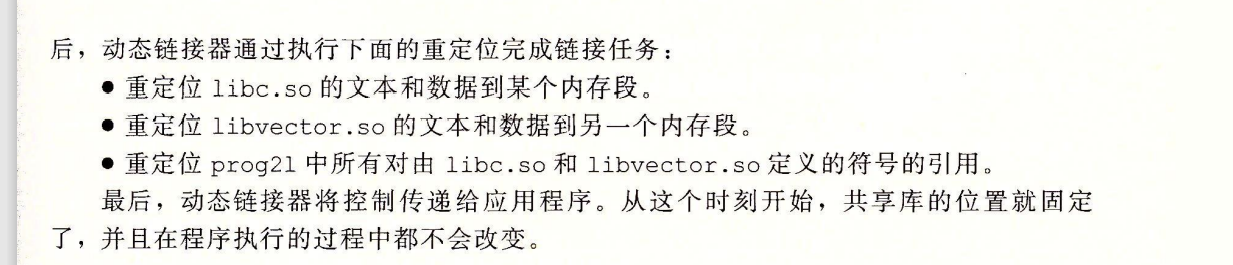 后，动态链接器通过执行下面的重定位完成链接任务：
● 重定位 libc.so 的文本和数据到某个内存段。
● 重定位 libvector.so 的文本和数据到另一个内存段。
● 重定位 prog2l 中所有对由 libc.so 和 libvector.so 定义的符号的引用。
最后，动态链接器将控制传递给应用程序。从这个时刻开始，共享库的位置就固定
了，并且在程序执行的过程中都不会改变。